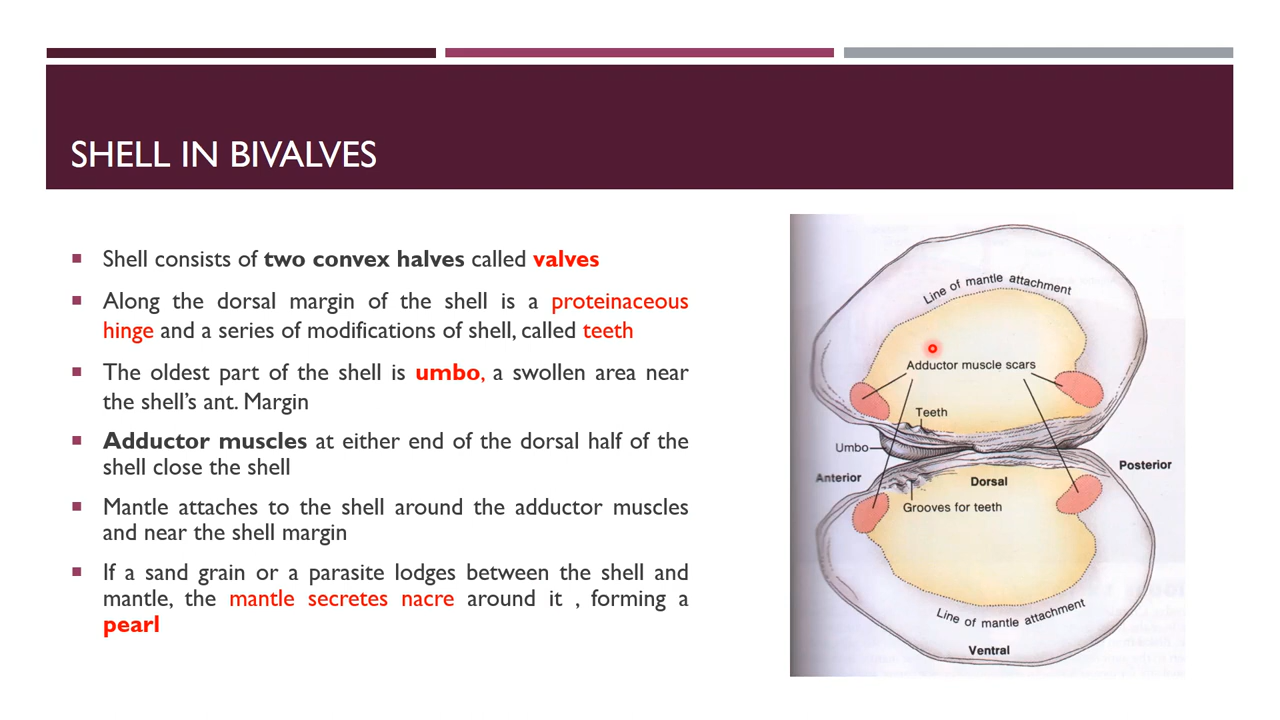 SHELL IN BIVALVES
Shell consists of two convex halves called valves
Along the dorsal margin of the shell is a proteinaceous
hinge and a series of modifications of shell, called teeth
The oldest part of the shell is umbo, a swollen area near
the shell's ant. Margin
Adductor muscles at either end of the dorsal half of the
shell close the shell
Mantle attaches to the shell around the adductor muscles
and near the shell margin
If a sand grain or a parasite lodges between the shell and
mantle, the mantle secretes nacre around it , forming a
pearl
Line of mantle attachment
Adductor muscle scars
Teeth
Umbo
Anterior
Posterior
Dorsal
Grooves for teeth
Line of mantle attachment
Ventral